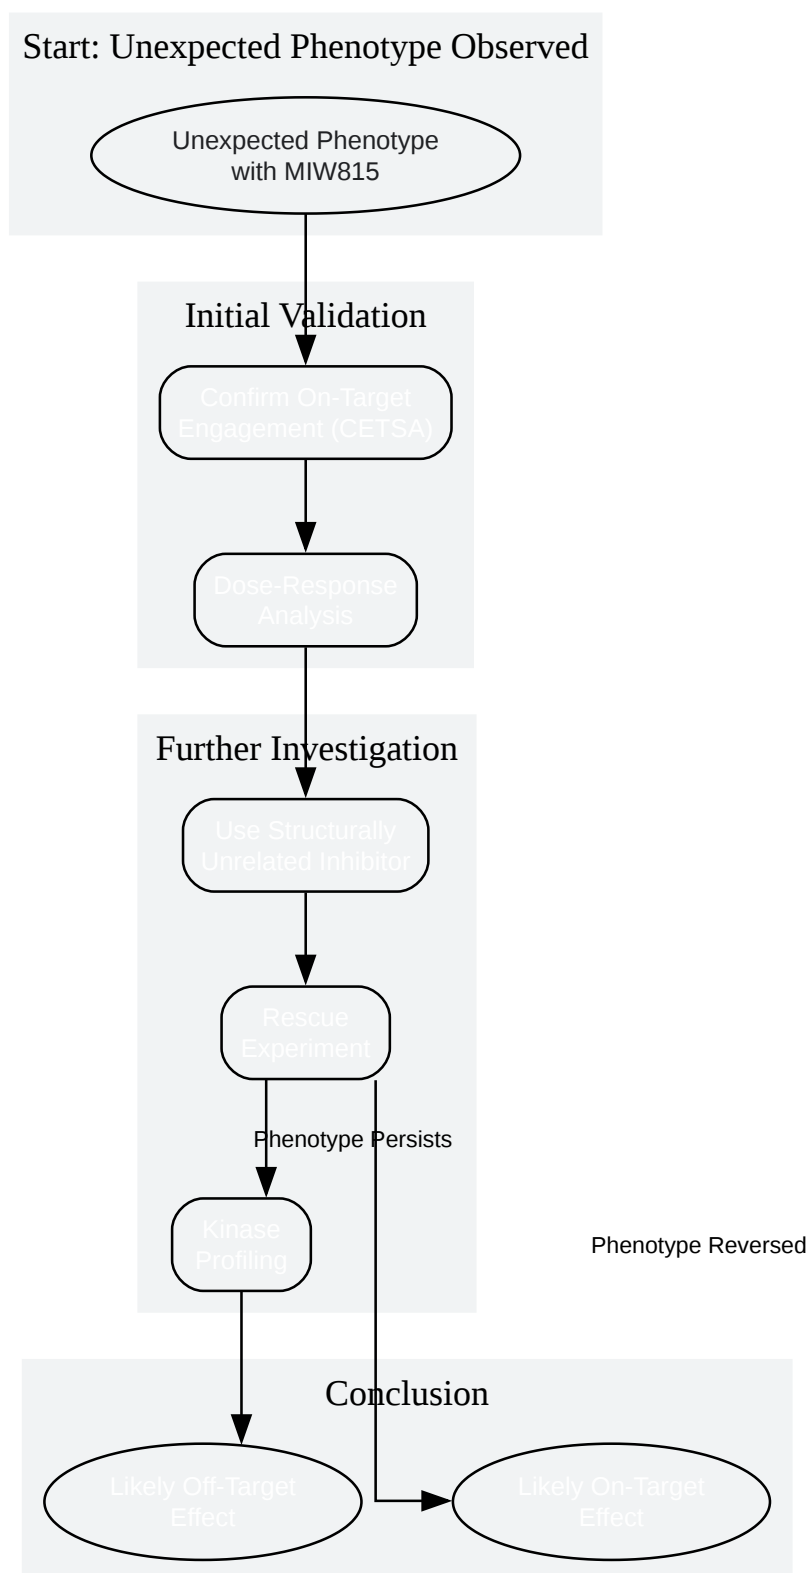 Start: Unexpected Phenotype Observed
Unexpected Phenotype
with MIW815
Initial Validation
Confirm On-Target
Engagement (CETSA)
Dose-Response
Analysis
Further Investigation
Use Structurally
Unrelated Inhibitor
Rescue
Experiment
Phenotype Persists
Kinase
Profiling
Phenotype Reversed
Conclusion
Likely Off-Target
Effect
Likely On-Target
Effect